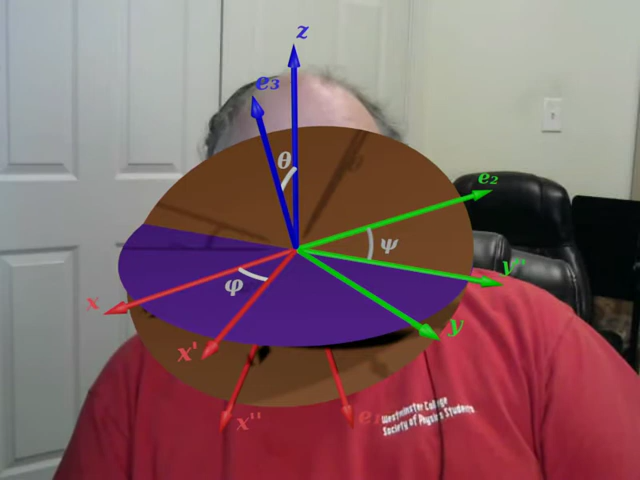 z
e₃
θ
e₂
ψ
y'
x
φ
y
x'
x''
e₁
Westminster College
Society of Physics Students